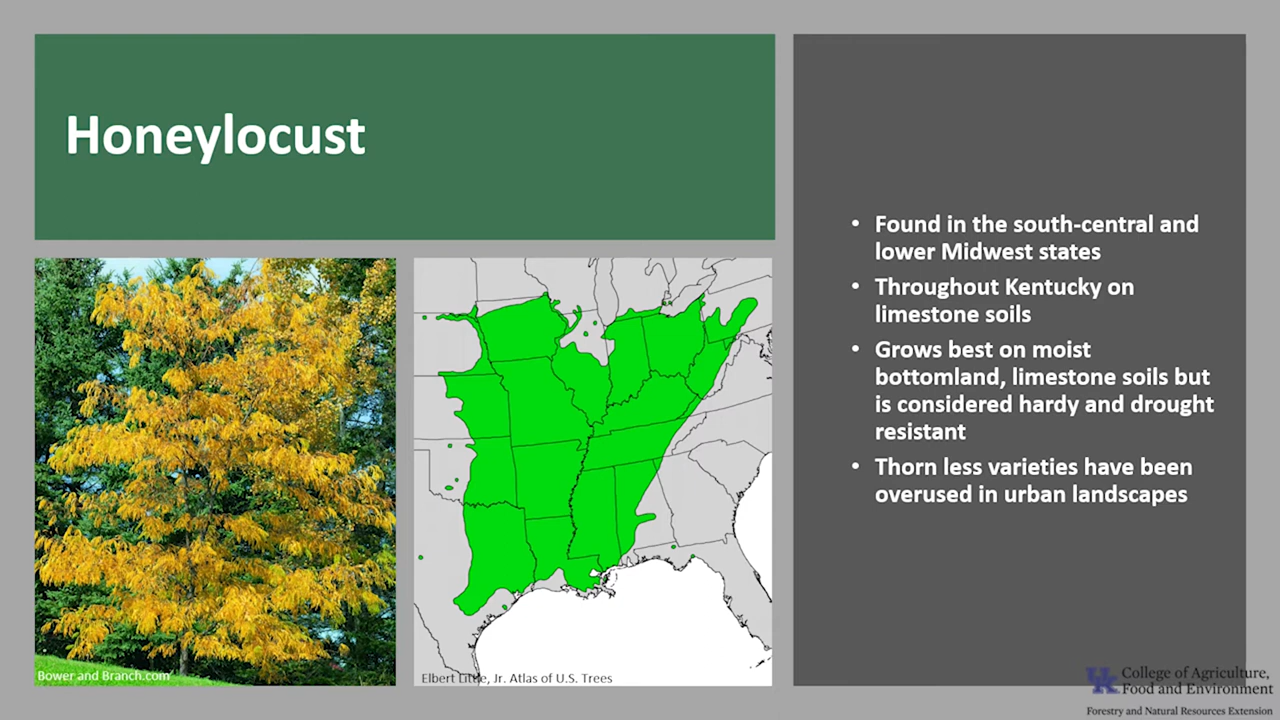 Honeylocust
• Found in the south-central and
lower Midwest states
• Throughout Kentucky on
limestone soils
• Grows best on moist
bottomland, limestone soils but
is considered hardy and drought
resistant
• Thorn less varieties have been
overused in urban landscapes
Bower and Branch.com
Elbert Little, Jr. Atlas of U.S. Trees
UK College of Agriculture,
Food and Environment
Forestry and Natural Resources Extension